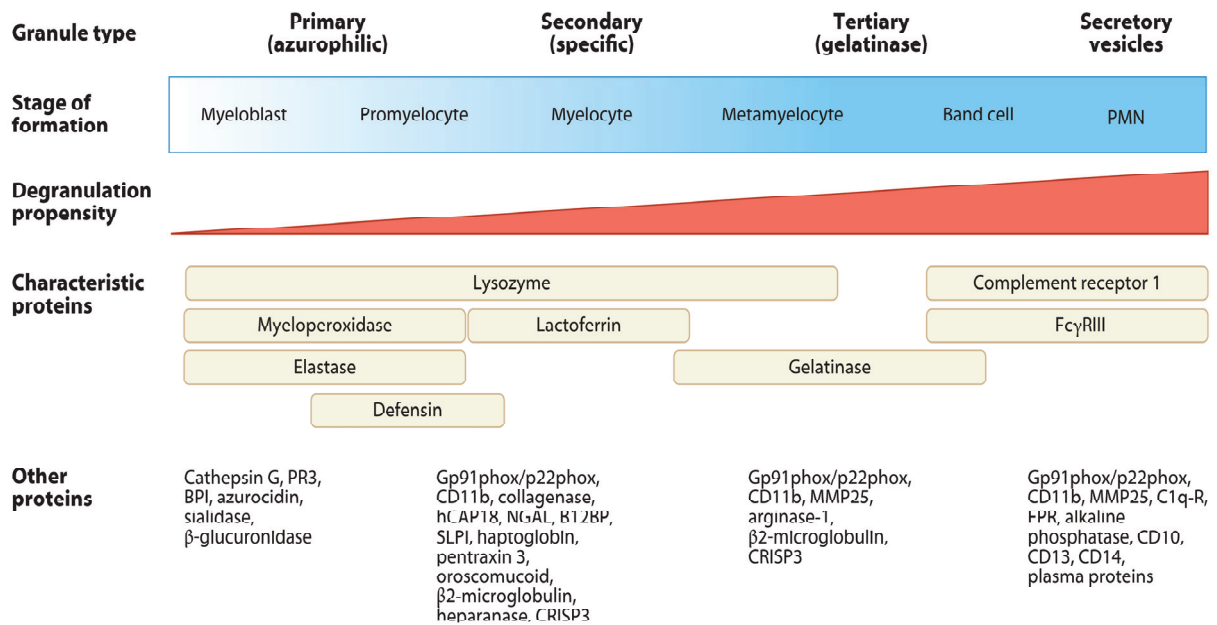 Granule type
Primary
(azurophilic)
Secondary
(specific)
Tertiary
(gelatinase)
Secretory
vesicles
Stage of
formation
Myeloblast
Promyelocyte
Myelocyte
Metamyelocyte
Band cell
PMN
Degranulation
propensity
Characteristic
proteins
Lysozyme
Complement receptor 1
Myeloperoxidase
Lactoferrin
FcγRIII
Elastase
Gelatinase
Defensin
Other
proteins
Cathepsin G, PR3,
BPI, azurocidin,
sialidase,
β-glucuronidase
Gp91phox/p22phox,
CD11b, collagenase,
hCAP18, NGAL, B12BP,
SLPI, haptoglobin,
pentraxin 3,
oroscomucoid,
β2-microglobulin,
heparanase, CRISP3
Gp91phox/p22phox,
CD11b, MMP25,
arginase-1,
β2-microglobulin,
CRISP3
Gp91phox/p22phox,
CD11b, MMP25, C1q-R,
FPR, alkaline
phosphatase, CD10,
CD13, CD14,
plasma proteins